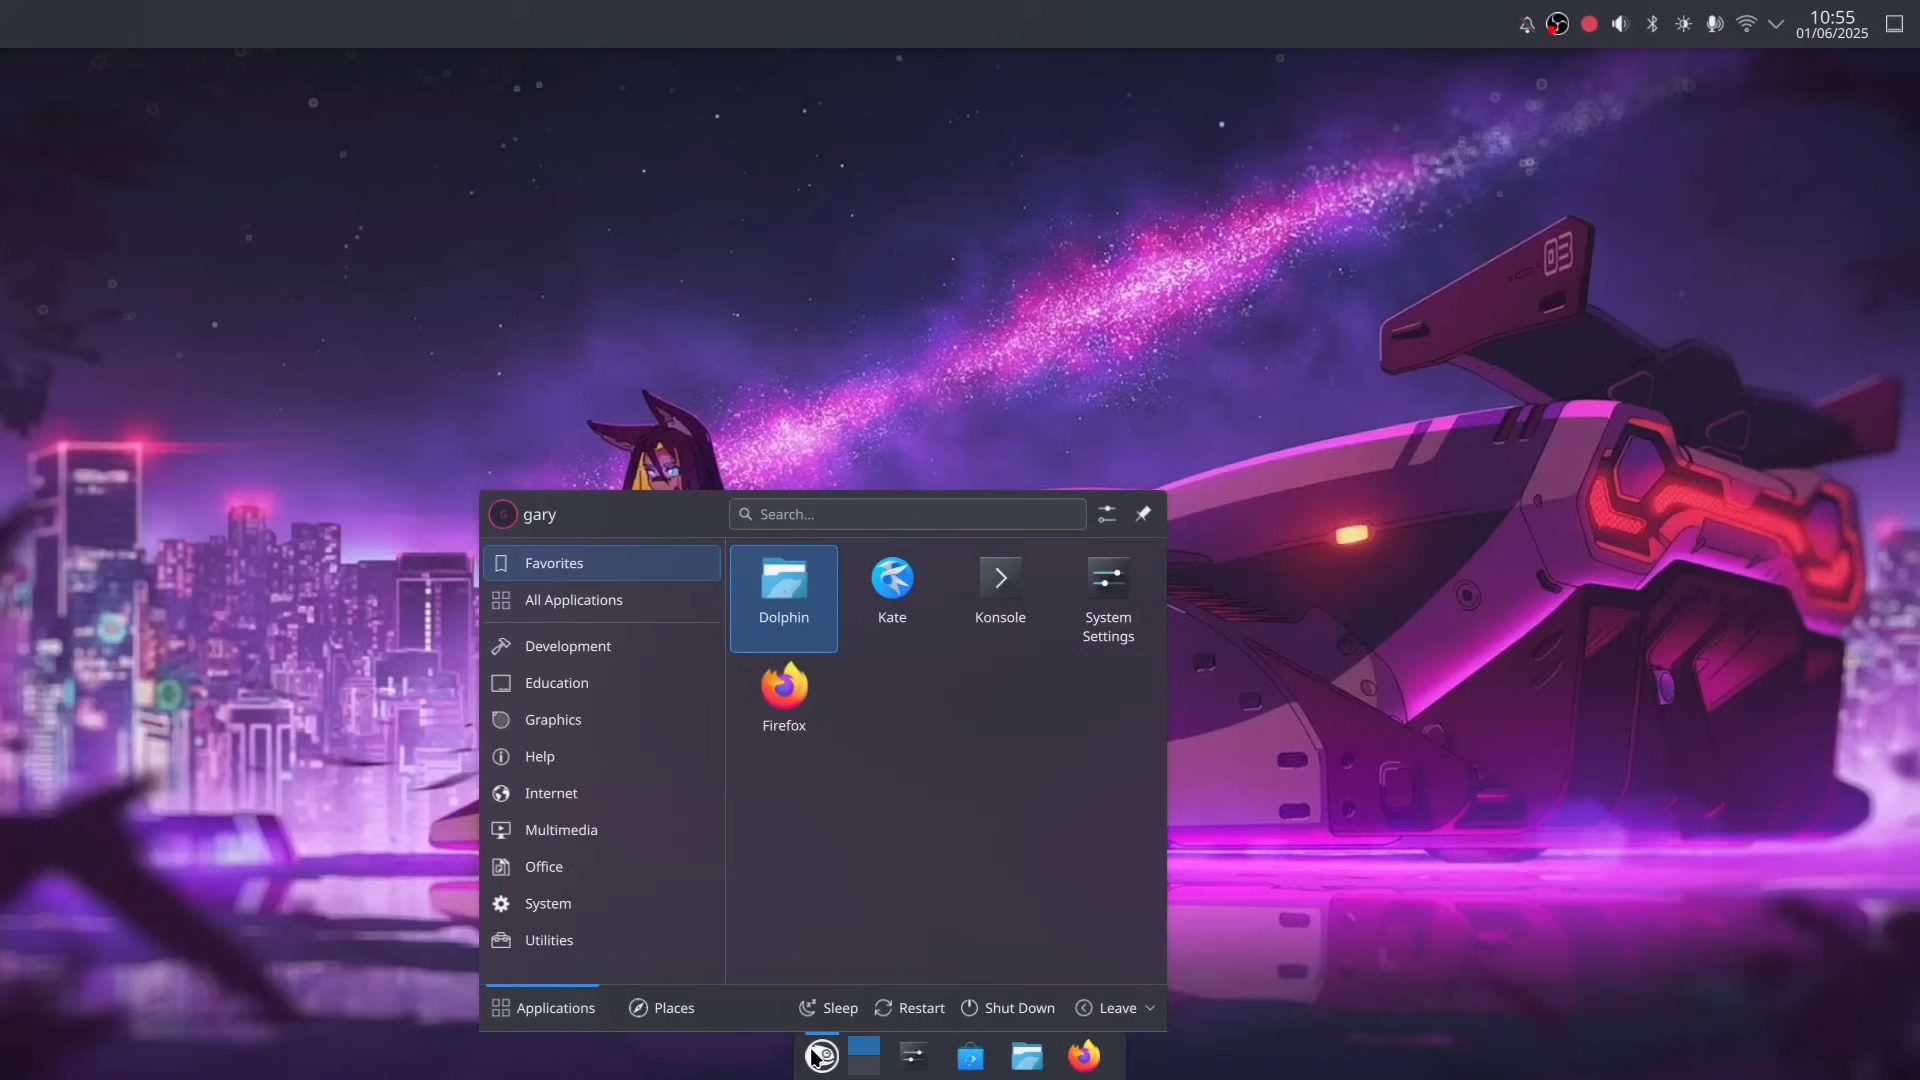 10:55
01/06/2025
03
G
gary
Search...
Favorites
All Applications
Development
Education
Graphics
Help
Internet
Multimedia
Office
System
Utilities
Dolphin
Kate
Konsole
System
Settings
Firefox
Applications
Places
Sleep
Restart
Shut Down
Leave